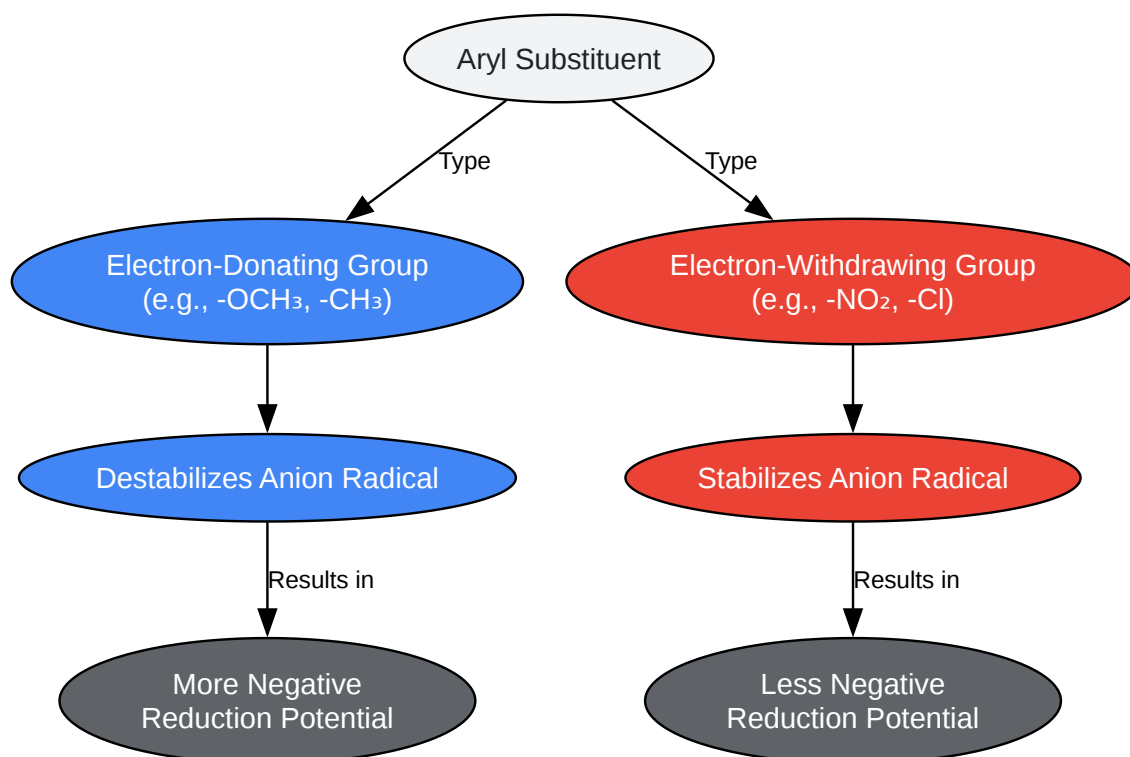 Aryl Substituent
Type
Type
Electron-Donating Group
(e.g., -OCH₃, -CH₃)
Electron-Withdrawing Group
(e.g., -NO₂, -Cl)
Destabilizes Anion Radical
Stabilizes Anion Radical
Results in
Results in
More Negative
Reduction Potential
Less Negative
Reduction Potential